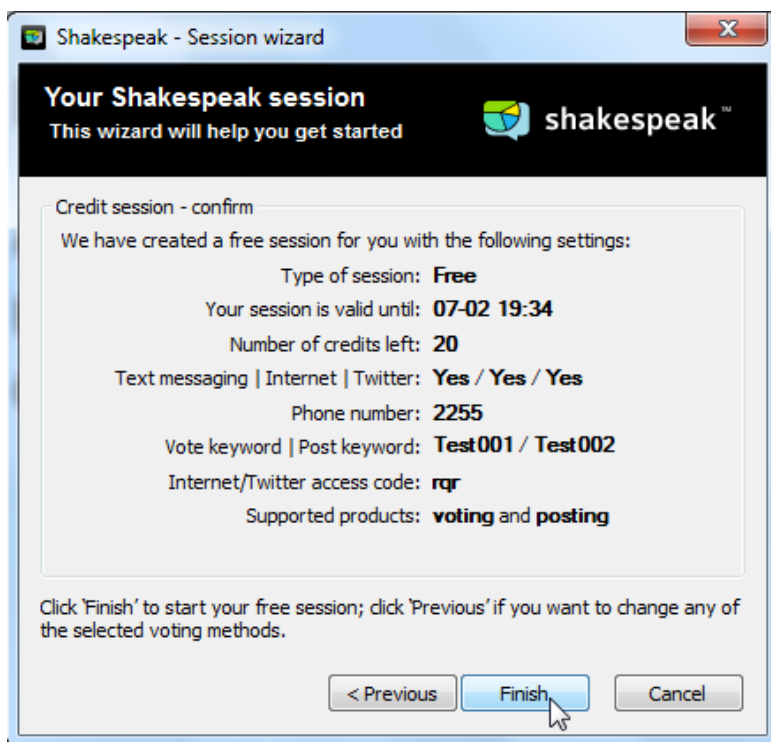 Shakespeak - Session wizard
Your Shakespeak session
This wizard will help you get started
shakespeak™
Credit session - confirm
We have created a free session for you with the following settings:
Type of session: Free
Your session is valid until: 07-02 19:34
Number of credits left: 20
Text messaging | Internet | Twitter: Yes / Yes / Yes
Phone number: 2255
Vote keyword | Post keyword: Test001 / Test002
Internet/Twitter access code: rqr
Supported products: voting and posting
Click 'Finish' to start your free session; click 'Previous' if you want to change any of
the selected voting methods.
< Previous Finish Cancel